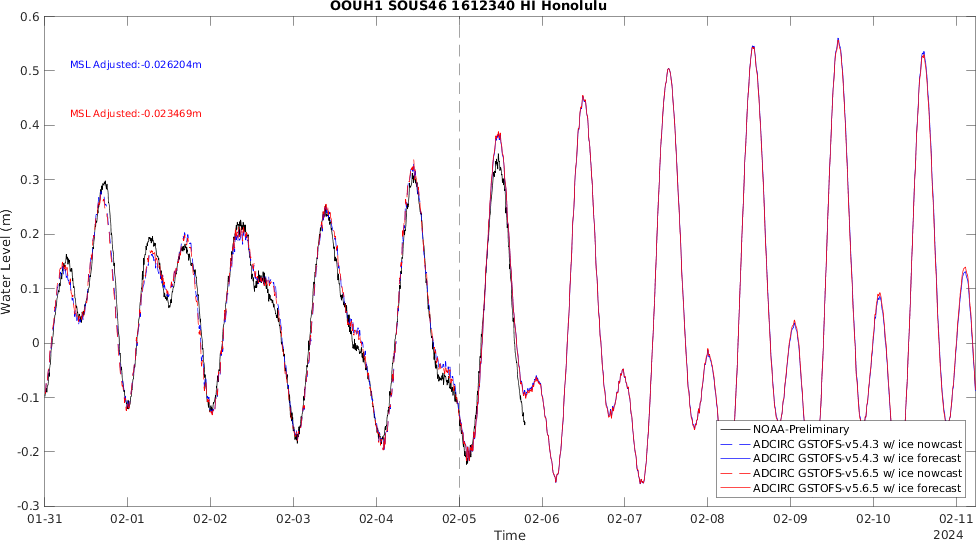 OOUH1 SOUS46 1612340 HI Honolulu
0.6
0.5
0.4
0.3
0.2
0.1
0
-0.1
-0.2
-0.3
Water Level (m)
MSL Adjusted:-0.026204m
MSL Adjusted:-0.023469m
NOAA-Preliminary
ADCIRC GSTOFS-v5.4.3 w/ ice nowcast
ADCIRC GSTOFS-v5.4.3 w/ ice forecast
ADCIRC GSTOFS-v5.6.5 w/ ice nowcast
ADCIRC GSTOFS-v5.6.5 w/ ice forecast
01-31 02-01 02-02 02-03 02-04 02-05 02-06 02-07 02-08 02-09 02-10 02-11
Time 2024